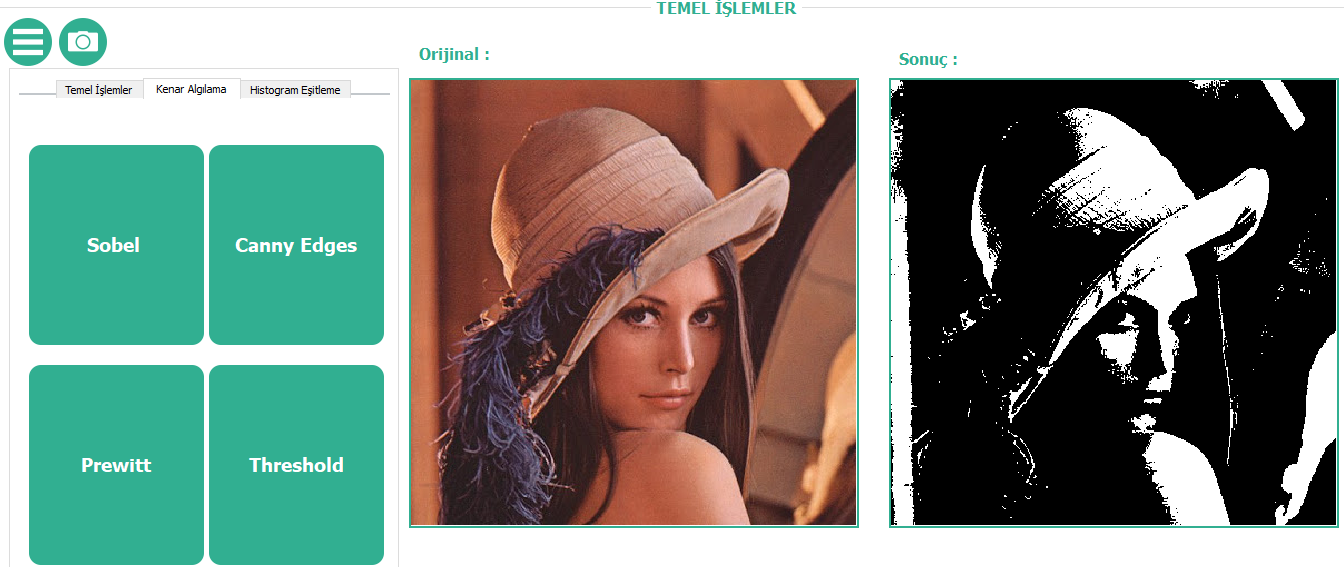 TEMEL İŞLEMLER
Orijinal :
Sonuç :
Temel İşlemler
Kenar Algılama
Histogram Eşitleme
Sobel
Canny Edges
Prewitt
Threshold